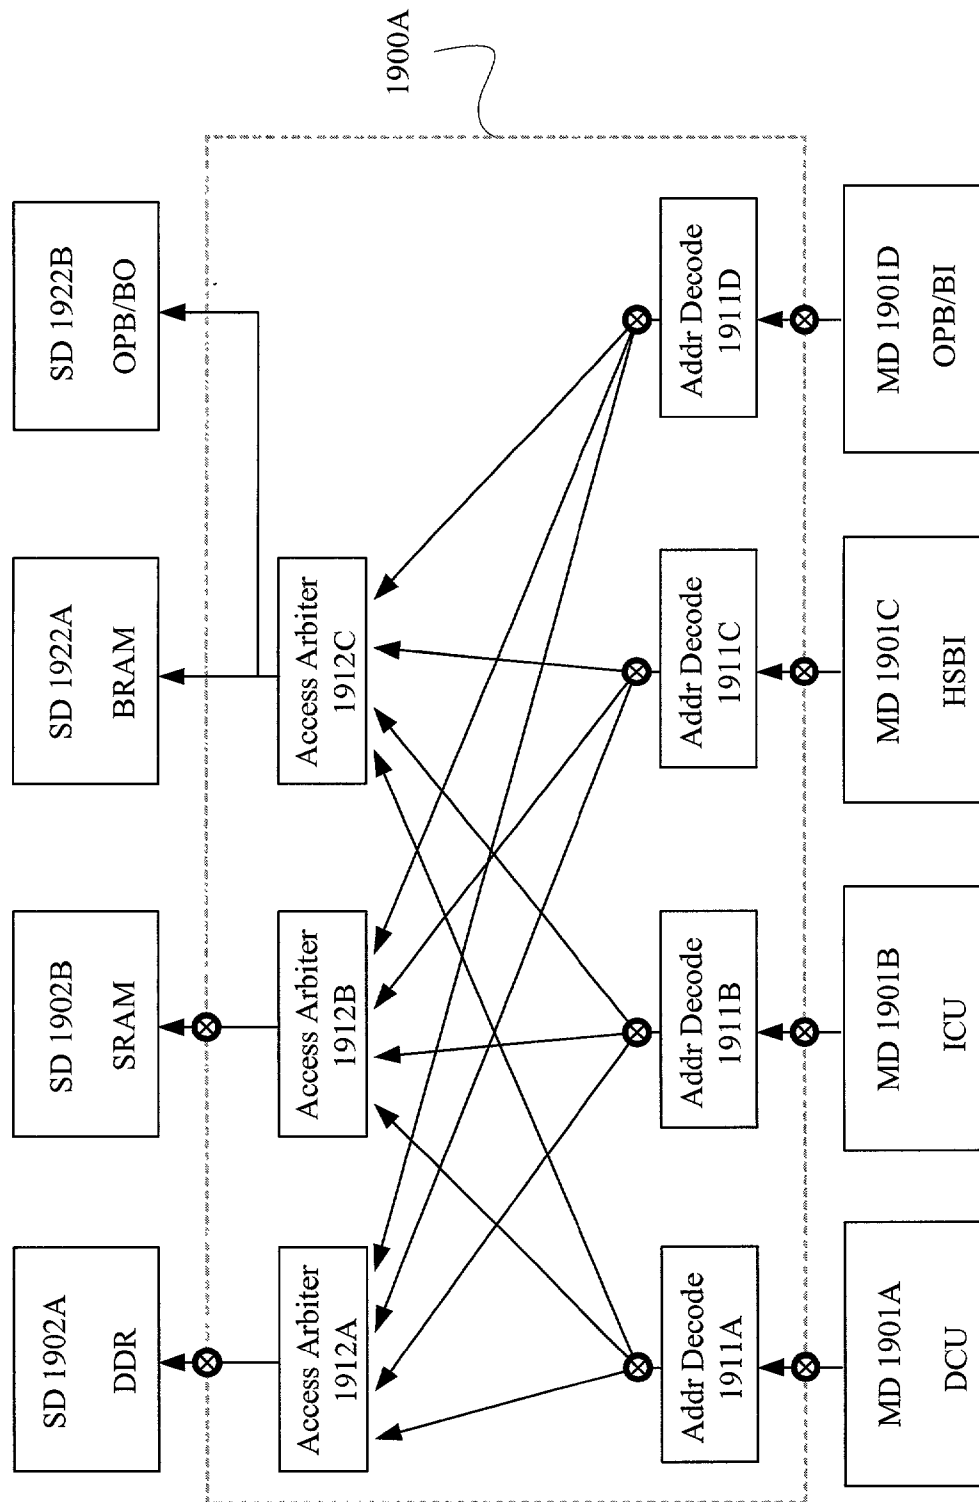 SD 1902A
DDR
SD 1902B
SRAM
SD 1922A
BRAM
SD 1922B
OPB/BO
1900A
Access Arbiter
1912A
Access Arbiter
1912B
Access Arbiter
1912C
Addr Decode
1911A
Addr Decode
1911B
Addr Decode
1911C
Addr Decode
1911D
MD 1901A
DCU
MD 1901B
ICU
MD 1901C
HSBI
MD 1901D
OPB/BI